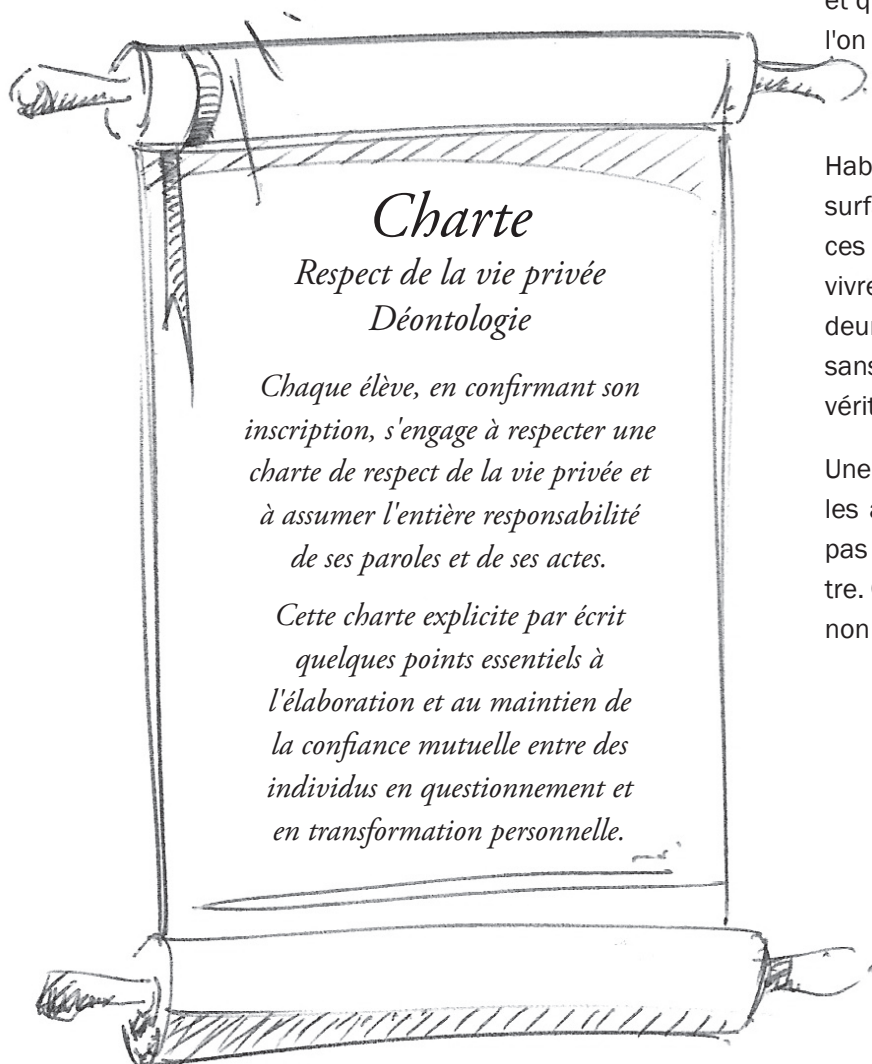 Charte
Respect de la vie privée
Déontologie
Chaque élève, en confirmant son
inscription, s'engage à respecter une
charte de respect de la vie privée et
à assumer l'entière responsabilité
de ses paroles et de ses actes.
Cette charte explicite par écrit
quelques points essentiels à
l'élaboration et au maintien de
la confiance mutuelle entre des
individus en questionnement et
en transformation personnelle.
et q
l'on
Hab
surf
ces
vivre
deur
sans
vérit
Une
les a
pas
tre.
non